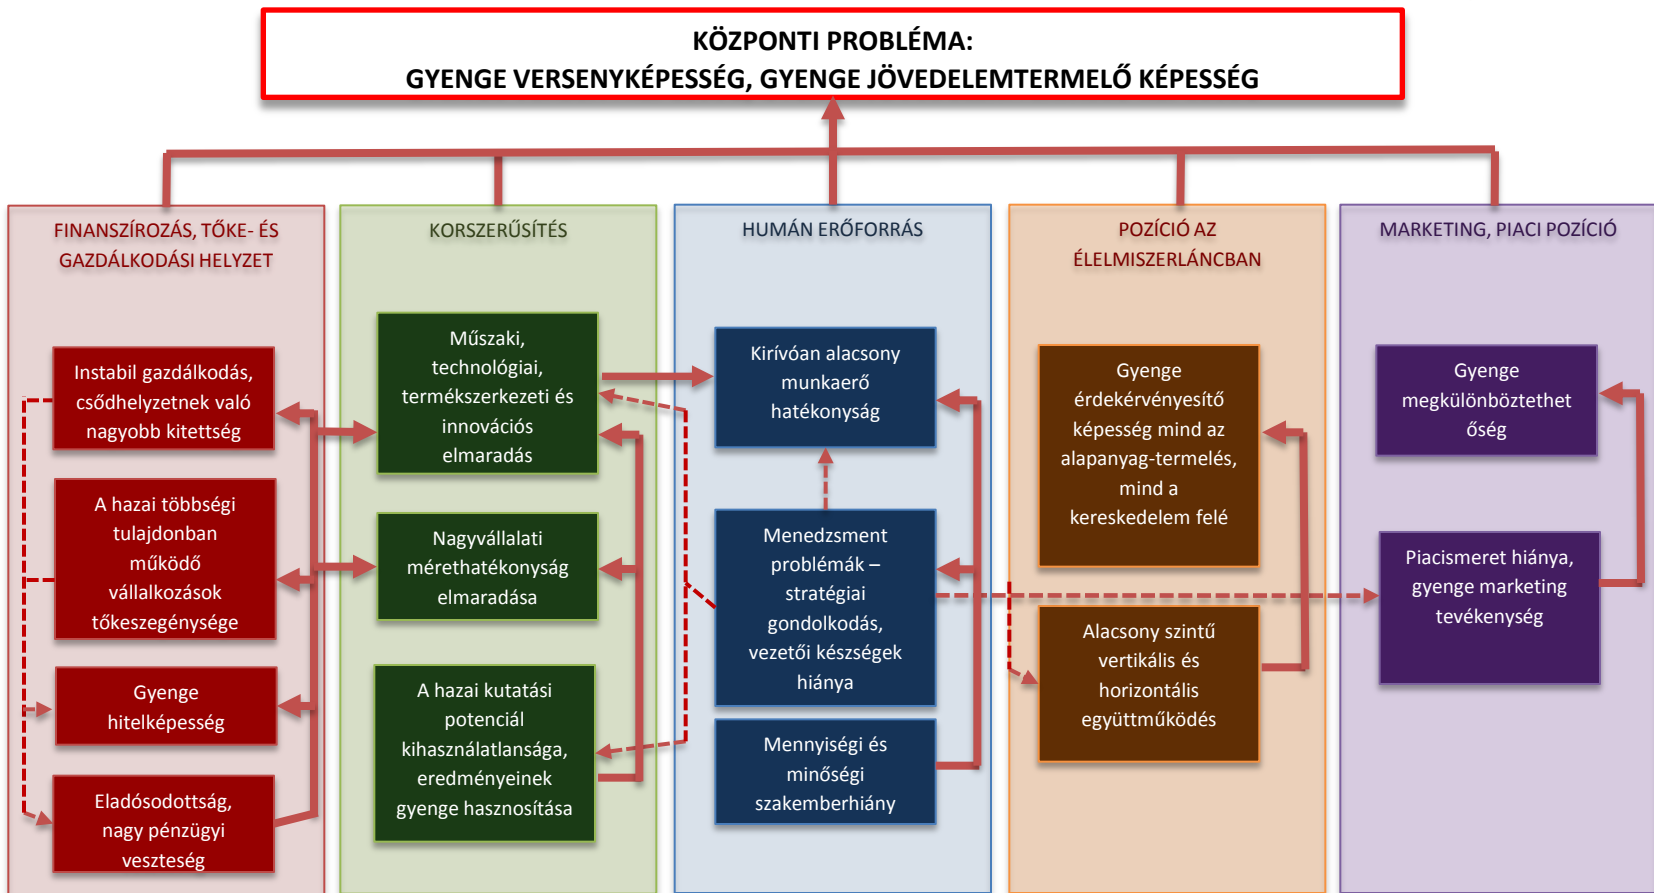 KÖZPONTI PROBLÉMA:
GYENGE VERSENYKÉPESSÉG, GYENGE JÖVEDELEMTERMELŐ KÉPESSÉG
FINANSZÍROZÁS, TŐKE- ÉS
GAZDÁLKODÁSI HELYZET
Instabil gazdálkodás,
csődhelyzetnek való
nagyobb kitettség
A hazai többségi
tulajdonban
működő
vállalkozások
tőkeszegénysége
Gyenge
hitelképesség
Eladósodottság,
nagy pénzügyi
veszteség
KORSZERŰSÍTÉS
Műszaki,
technológiai,
termékszerkezeti és
innovációs
elmaradás
Nagyvállalati
mérethatékonyság
elmaradása
A hazai kutatási
potenciál
kihasználatlansága,
eredményeinek
gyenge hasznosítása
HUMÁN ERŐFORRÁS
Kirívóan alacsony
munkaerő
hatékonyság
Menedzsment
problémák –
stratégiai
gondolkodás,
vezetői készségek
hiánya
Mennyiségi és
minőségi
szakemberhiány
POZÍCIÓ AZ
ÉLELMISZERLÁNCBAN
Gyenge
érdekérvényesítő
képesség mind az
alapanyag-termelés,
mind a
kereskedelem felé
Alacsony szintű
vertikális és
horizontális
együttműködés
MARKETING, PIACI POZÍCIÓ
Gyenge
megkülönböztethet
őség
Piacismeret hiánya,
gyenge marketing
tevékenység